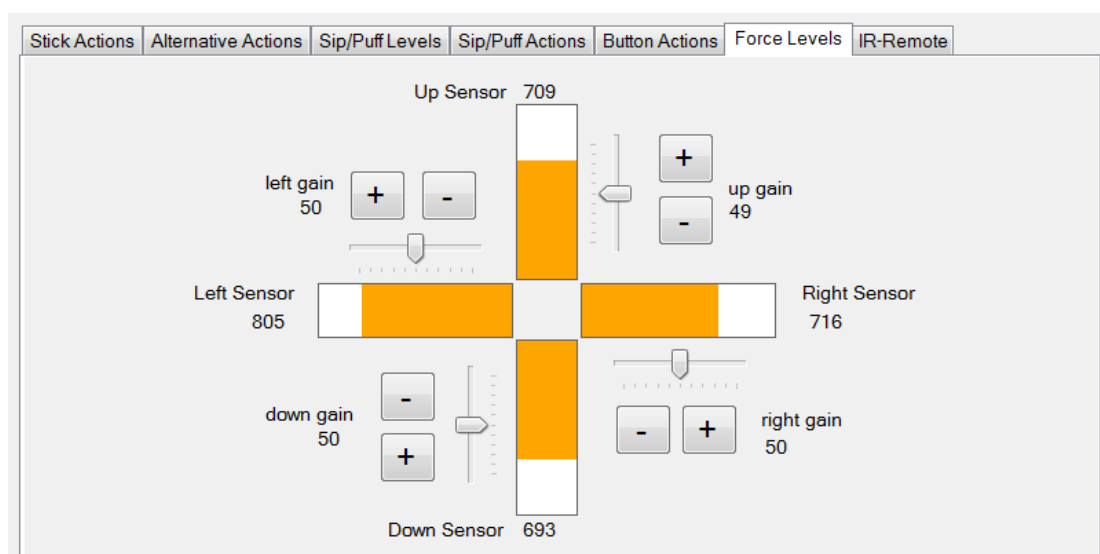 Stick Actions Alternative Actions Sip/Puff Levels Sip/Puff Actions Button Actions Force Levels IR-Remote
Up Sensor 709
left gain
50
+ -
+
-
up gain
49
Left Sensor
805
Right Sensor
716
down gain
50
-
+
- +
right gain
50
Down Sensor 693